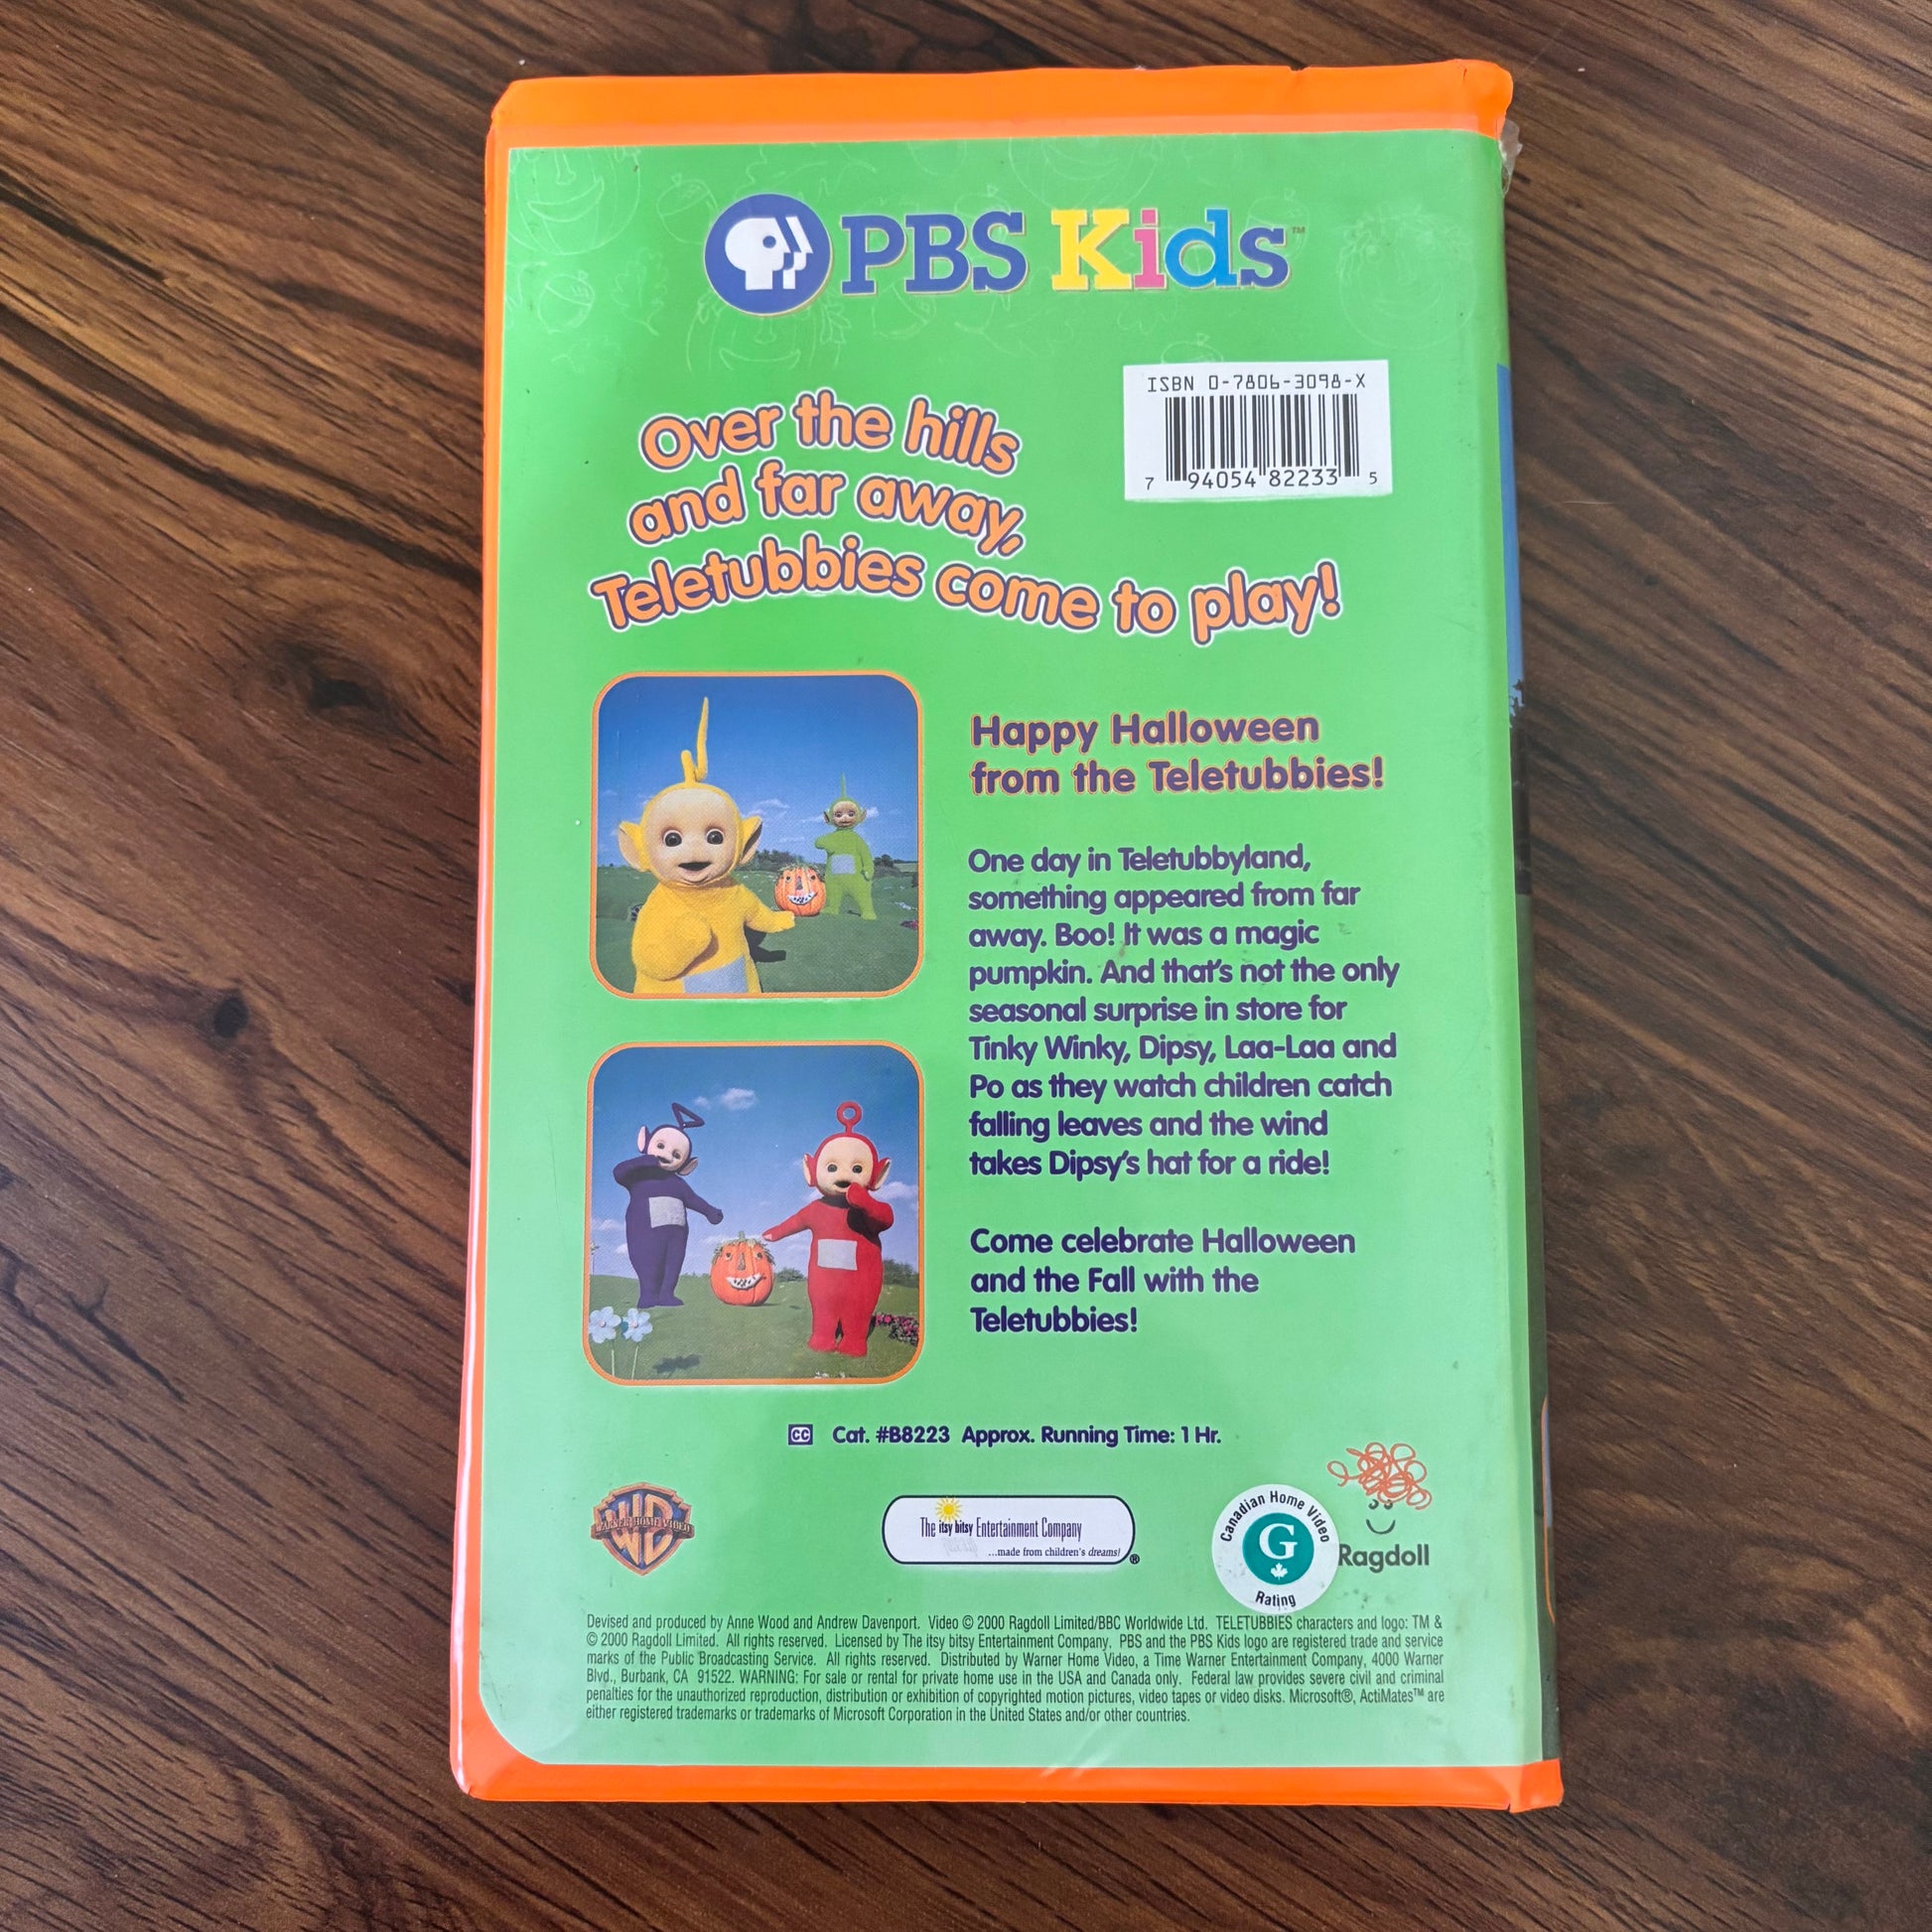 PBS Kids™
ISBN 0-7806-3098-X
7 94054 82233 5
Over the hills
and far away,
Teletubbies come to play!
Happy Halloween
from the Teletubbies!
One day in Teletubbyland,
something appeared from far
away. Boo! It was a magic
pumpkin. And that's not the only
seasonal surprise in store for
Tinky Winky, Dipsy, Laa-Laa and
Po as they watch children catch
falling leaves and the wind
takes Dipsy's hat for a ride!
Come celebrate Halloween
and the Fall with the
Teletubbies!
CC Cat. #B8223 Approx. Running Time: 1 Hr.
WB
WARNER HOME VIDEO
The itsy bitsy Entertainment Company
...made from children's dreams! ®
Canadian Home Video
G
Rating
Ragdoll
Devised and produced by Anne Wood and Andrew Davenport. Video © 2000 Ragdoll Limited/BBC Worldwide Ltd. TELETUBBIES characters and logo: TM &
© 2000 Ragdoll Limited. All rights reserved. Licensed by The itsy bitsy Entertainment Company. PBS and the PBS Kids logo are registered trade and service
marks of the Public Broadcasting Service. All rights reserved. Distributed by Warner Home Video, a Time Warner Entertainment Company, 4000 Warner
Blvd., Burbank, CA 91522. WARNING: For sale or rental for private home use in the USA and Canada only. Federal law provides severe civil and criminal
penalties for the unauthorized reproduction, distribution or exhibition of copyrighted motion pictures, video tapes or video disks. Microsoft®, ActiMates™ are
either registered trademarks or trademarks of Microsoft Corporation in the United States and/or other countries.